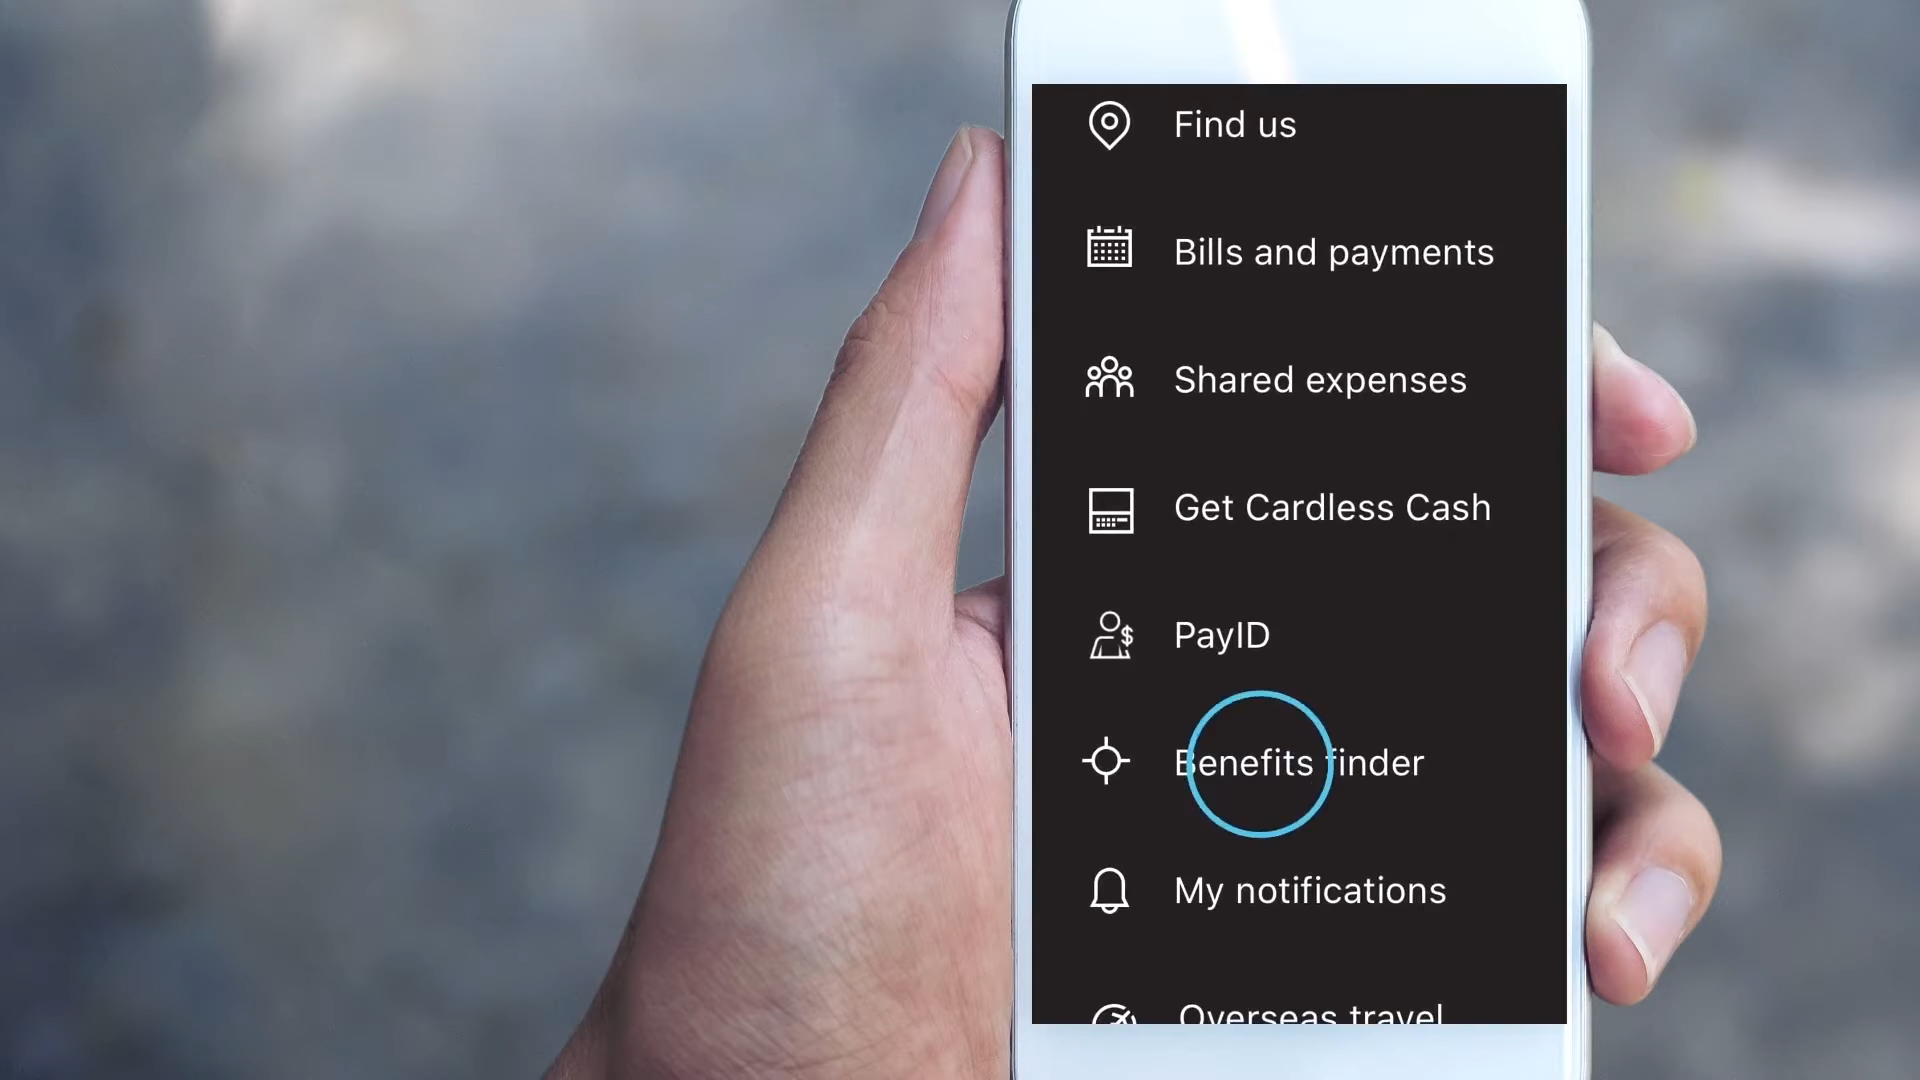 Find us
Bills and payments
Shared expenses
Get Cardless Cash
PayID
Benefits finder
My notifications
Overseas travel